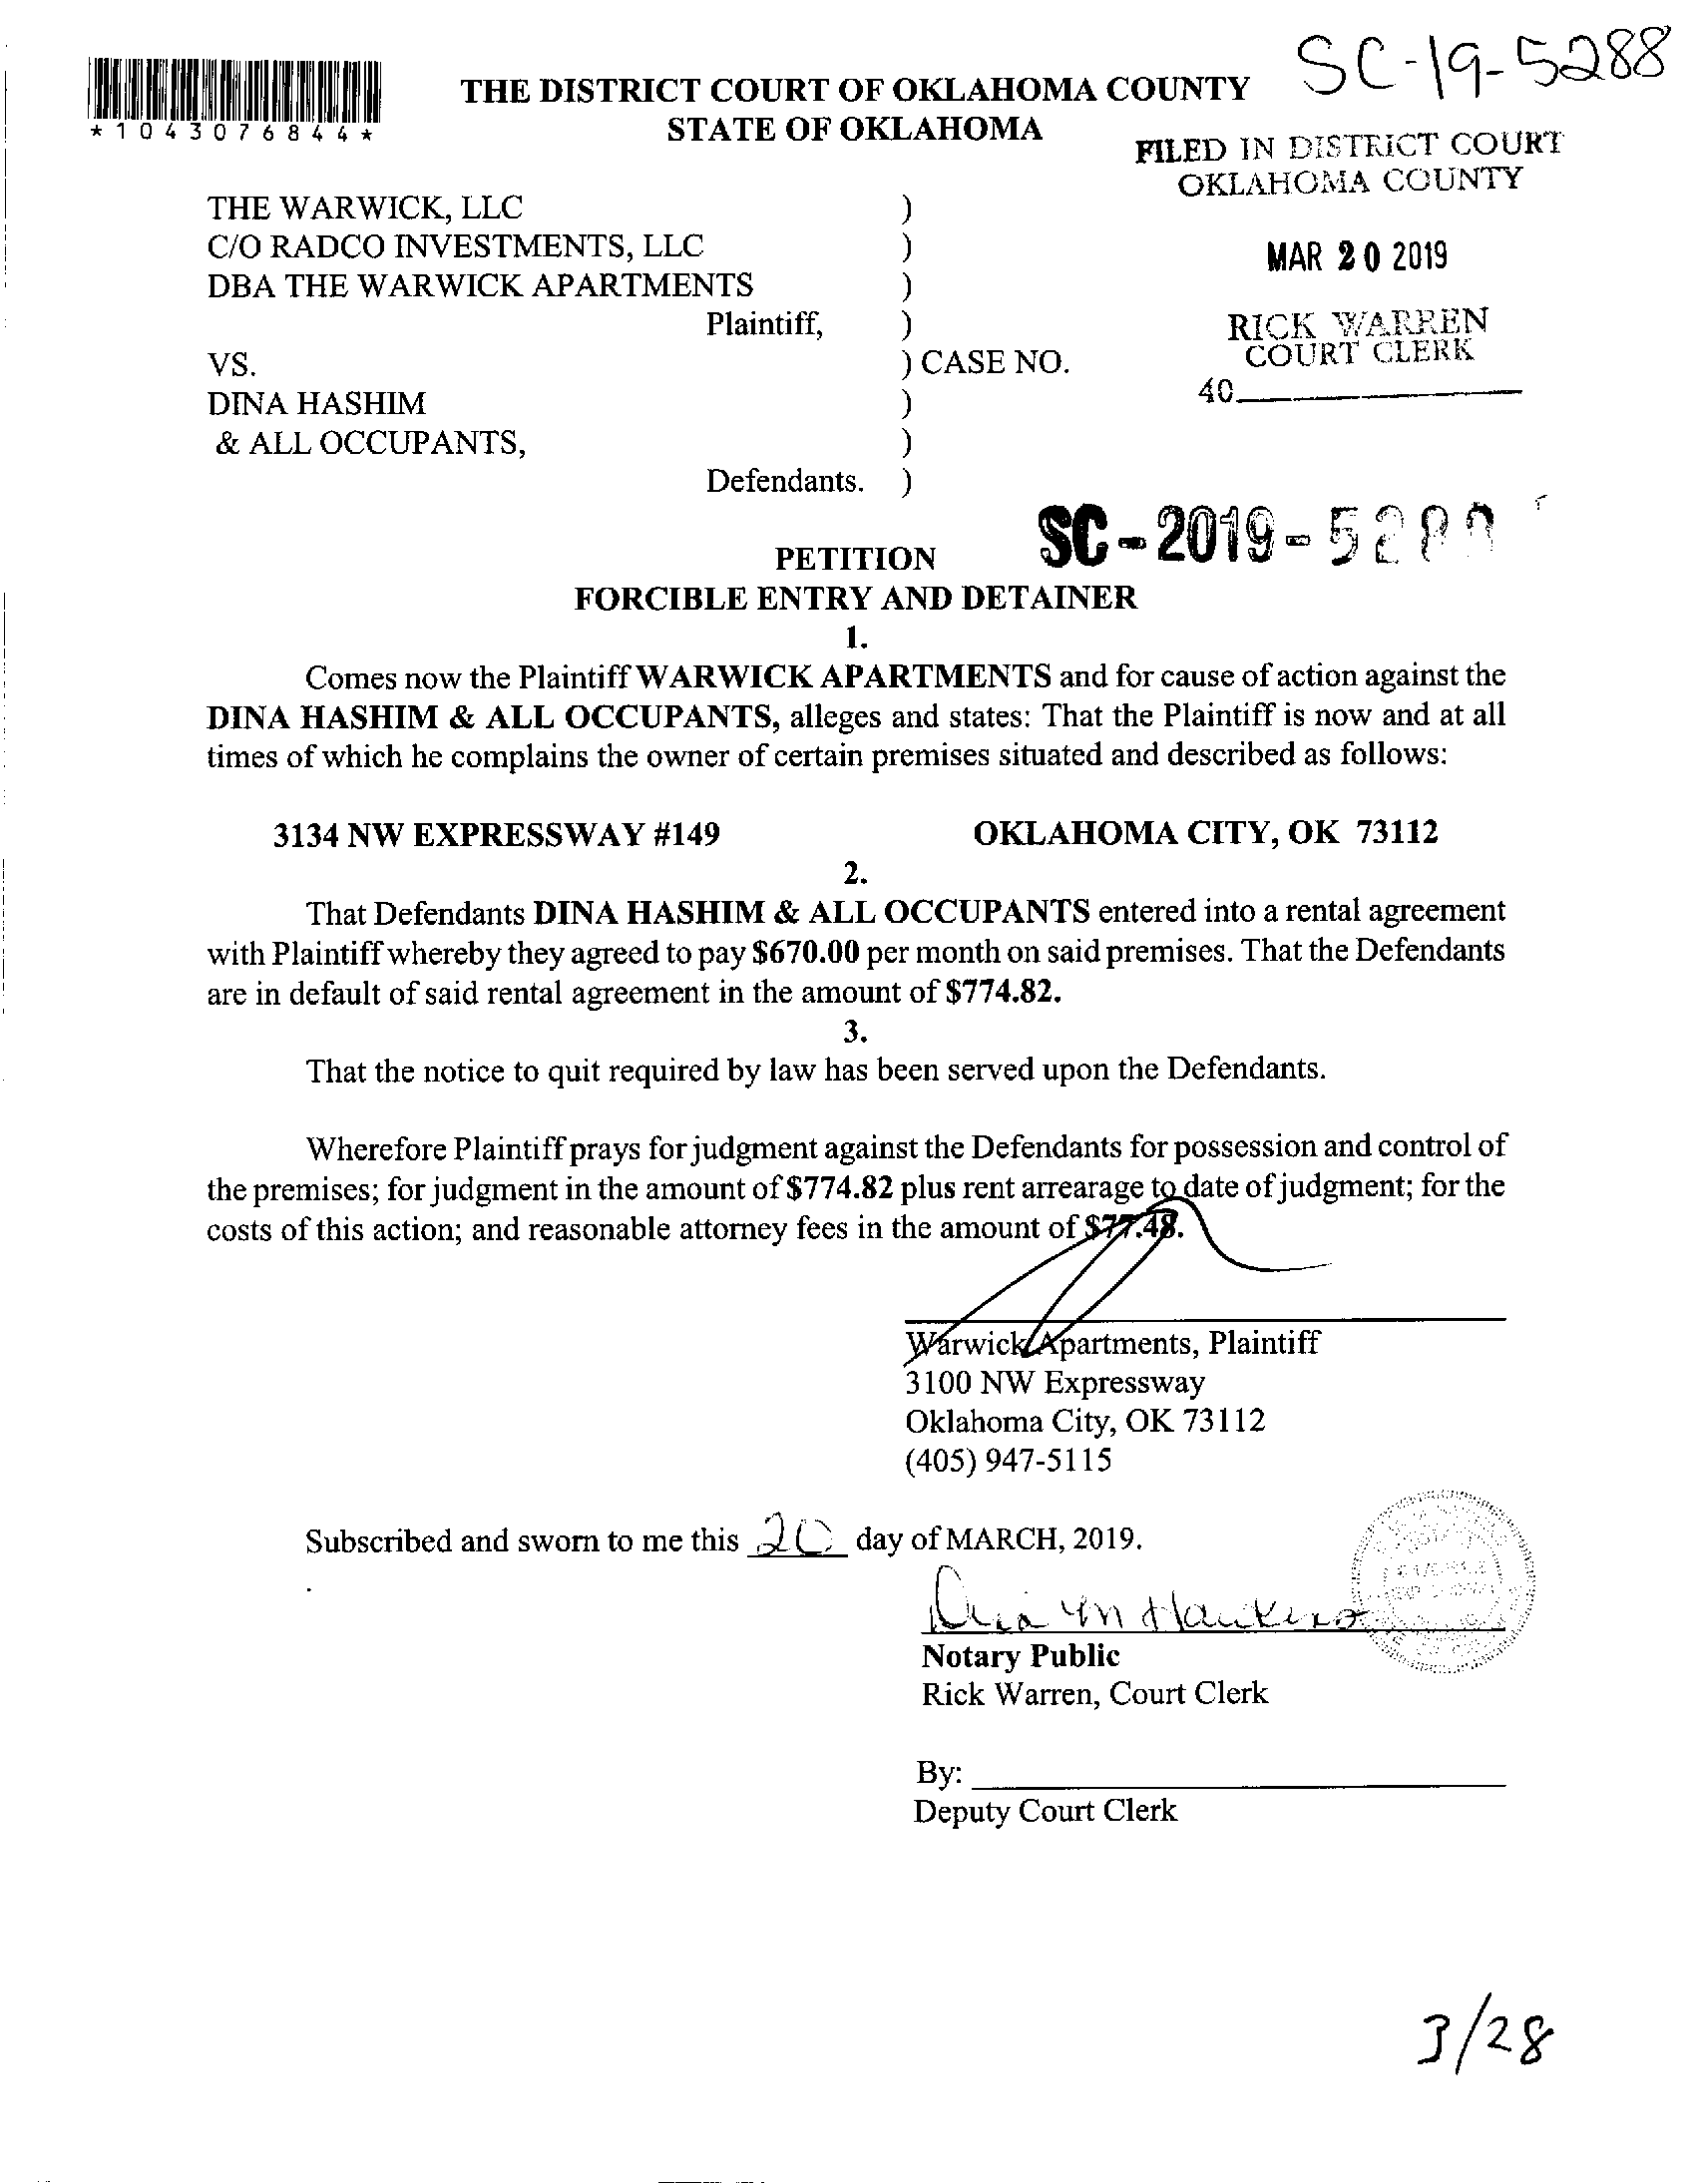 SC-19-5288
*1043076844*
THE DISTRICT COURT OF OKLAHOMA COUNTY
STATE OF OKLAHOMA
FILED IN DISTRICT COURT
OKLAHOMA COUNTY
MAR 20 2019
RICK WARREN
COURT CLERK
40
THE WARWICK, LLC )
C/O RADCO INVESTMENTS, LLC )
DBA THE WARWICK APARTMENTS )
Plaintiff, )
VS. ) CASE NO.
DINA HASHIM )
& ALL OCCUPANTS, )
Defendants. )
SC-2019-52
PETITION
FORCIBLE ENTRY AND DETAINER
1.
Comes now the Plaintiff WARWICK APARTMENTS and for cause of action against the
DINA HASHIM & ALL OCCUPANTS, alleges and states: That the Plaintiff is now and at all
times of which he complains the owner of certain premises situated and described as follows:
3134 NW EXPRESSWAY #149 OKLAHOMA CITY, OK 73112
2.
That Defendants DINA HASHIM & ALL OCCUPANTS entered into a rental agreement
with Plaintiff whereby they agreed to pay $670.00 per month on said premises. That the Defendants
are in default of said rental agreement in the amount of $774.82.
3.
That the notice to quit required by law has been served upon the Defendants.
Wherefore Plaintiff prays for judgment against the Defendants for possession and control of
the premises; for judgment in the amount of $774.82 plus rent arrearage to date of judgment; for the
costs of this action; and reasonable attorney fees in the amount of $77.48.
Warwick Apartments, Plaintiff
3100 NW Expressway
Oklahoma City, OK 73112
(405) 947-5115
Subscribed and sworn to me this 20 day of MARCH, 2019.
Notary Public
Rick Warren, Court Clerk
By:
Deputy Court Clerk
3/28